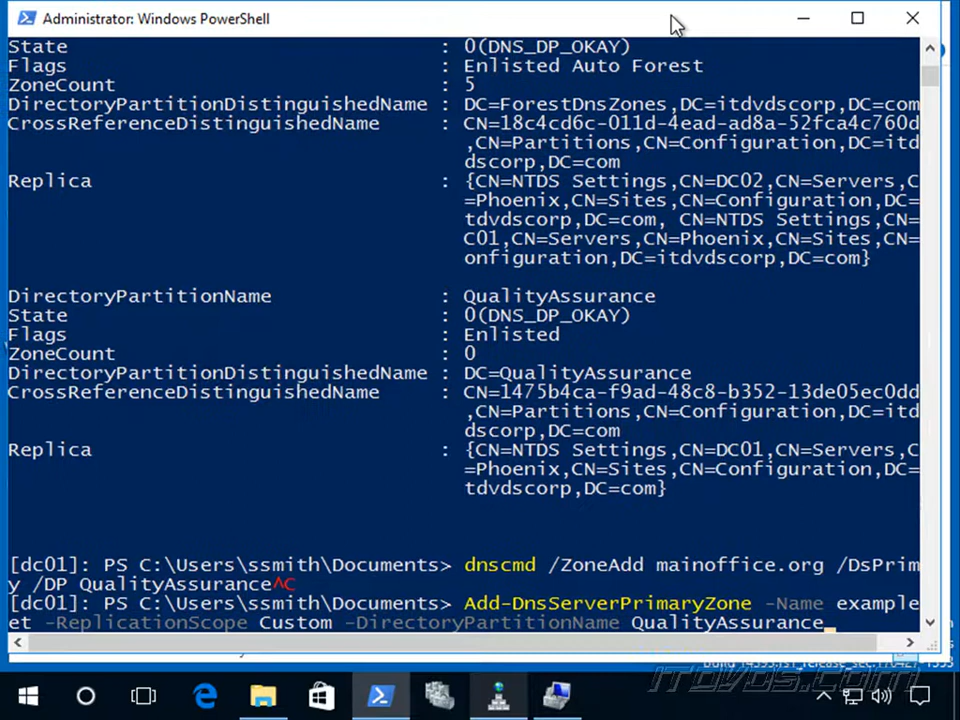 Administrator: Windows PowerShell
State : 0(DNS_DP_OKAY)
Flags : Enlisted Auto Forest
ZoneCount : 5
DirectoryPartitionDistinguishedName : DC=ForestDnsZones,DC=itdvdscorp,DC=com
CrossReferenceDistinguishedName : CN=18c4cd6c-011d-4ead-ad8a-52fca4c760d
,CN=Partitions,CN=Configuration,DC=itd
dscorp,DC=com
Replica : {CN=NTDS Settings,CN=DC02,CN=Servers,C
=Phoenix,CN=Sites,CN=Configuration,DC=
tdvdscorp,DC=com, CN=NTDS Settings,CN=
C01,CN=Servers,CN=Phoenix,CN=Sites,CN=
onfiguration,DC=itdvdscorp,DC=com}
DirectoryPartitionName : QualityAssurance
State : 0(DNS_DP_OKAY)
Flags : Enlisted
ZoneCount : 0
DirectoryPartitionDistinguishedName : DC=QualityAssurance
CrossReferenceDistinguishedName : CN=1475b4ca-f9ad-48c8-b352-13de05ec0dd
,CN=Partitions,CN=Configuration,DC=itd
dscorp,DC=com
Replica : {CN=NTDS Settings,CN=DC01,CN=Servers,C
=Phoenix,CN=Sites,CN=Configuration,DC=
tdvdscorp,DC=com}
[dc01]: PS C:\Users\ssmith\Documents> dnscmd /ZoneAdd mainoffice.org /DsPrim
y /DP QualityAssurance^C
[dc01]: PS C:\Users\ssmith\Documents> Add-DnsServerPrimaryZone -Name example
et -ReplicationScope Custom -DirectoryPartitionName QualityAssurance_
ITDVDS.com